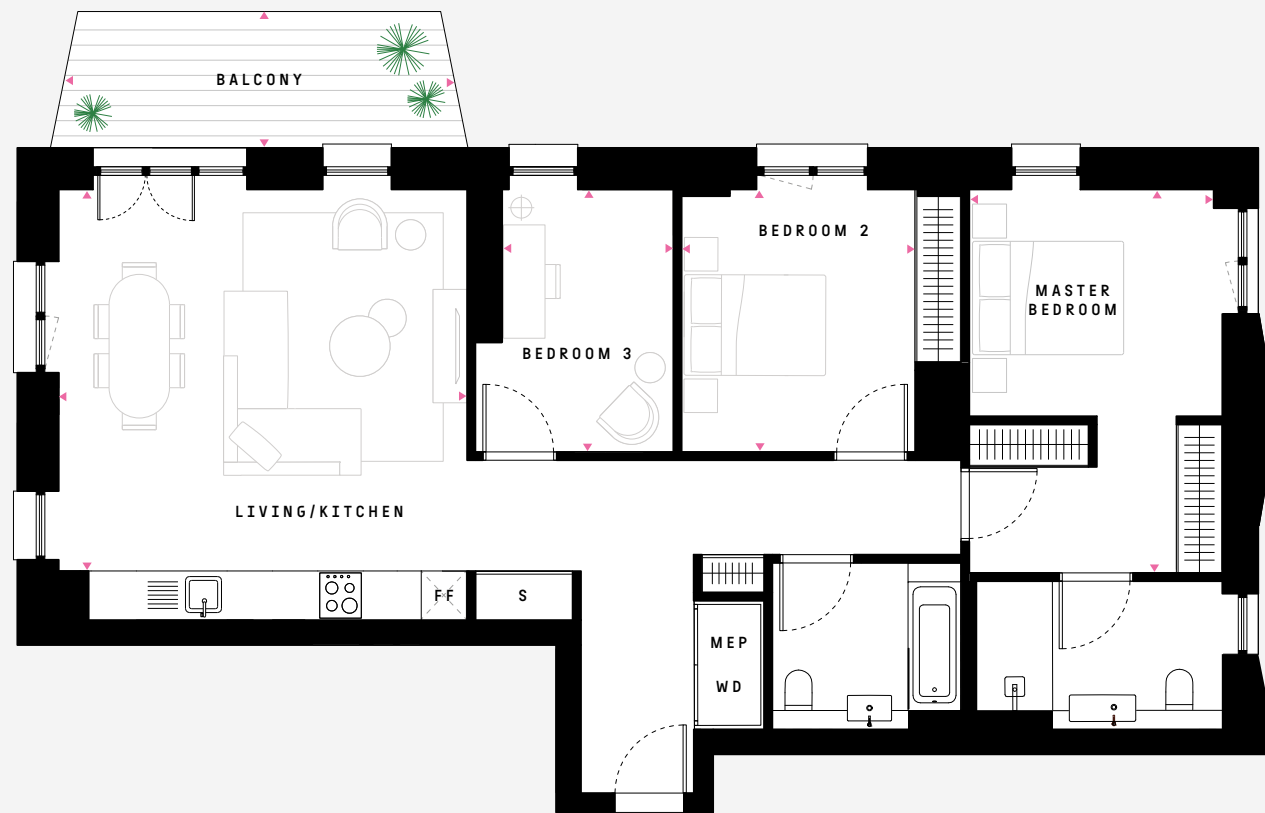 BALCONY
BEDROOM 2
MASTER
BEDROOM
BEDROOM 3
LIVING/KITCHEN
FF
S
MEP
WD